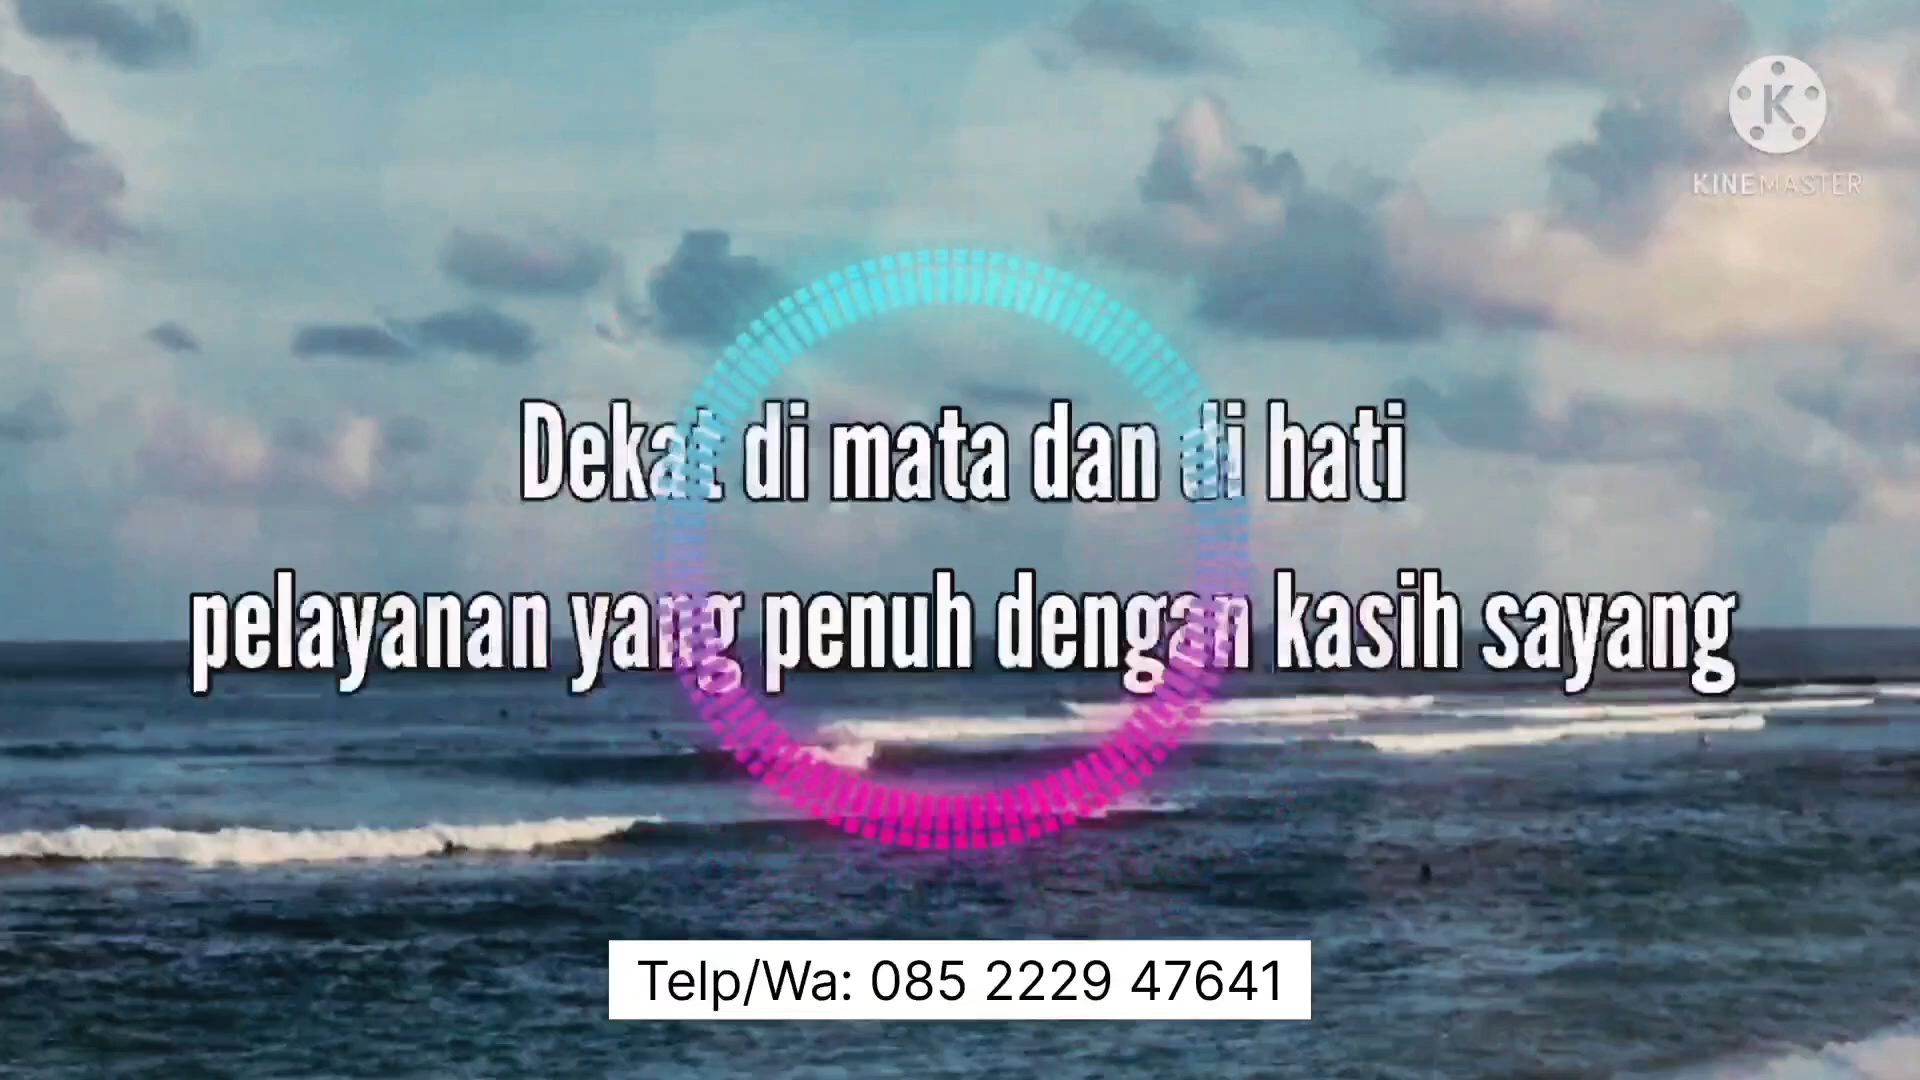 K
KINEMASTER
Dekat di mata dan di hati
pelayanan yang penuh dengan kasih sayang
Telp/Wa: 085 2229 47641